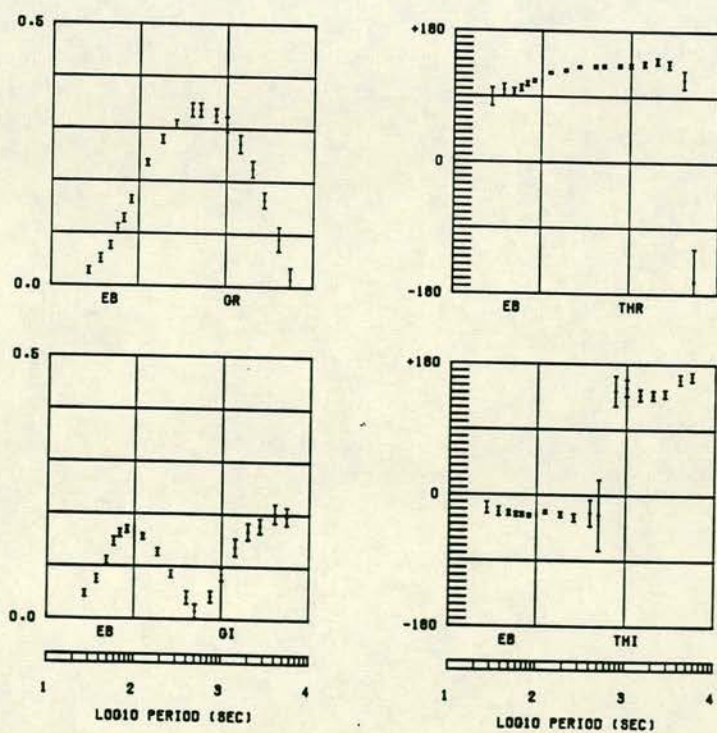 0.5
0.0
EB GR
+180
0
-180
EB THR
0.5
0.0
EB GI
+180
0
-180
EB THI
1 2 3 4
LOG10 PERIOD (SEC)
1 2 3 4
LOG10 PERIOD (SEC)